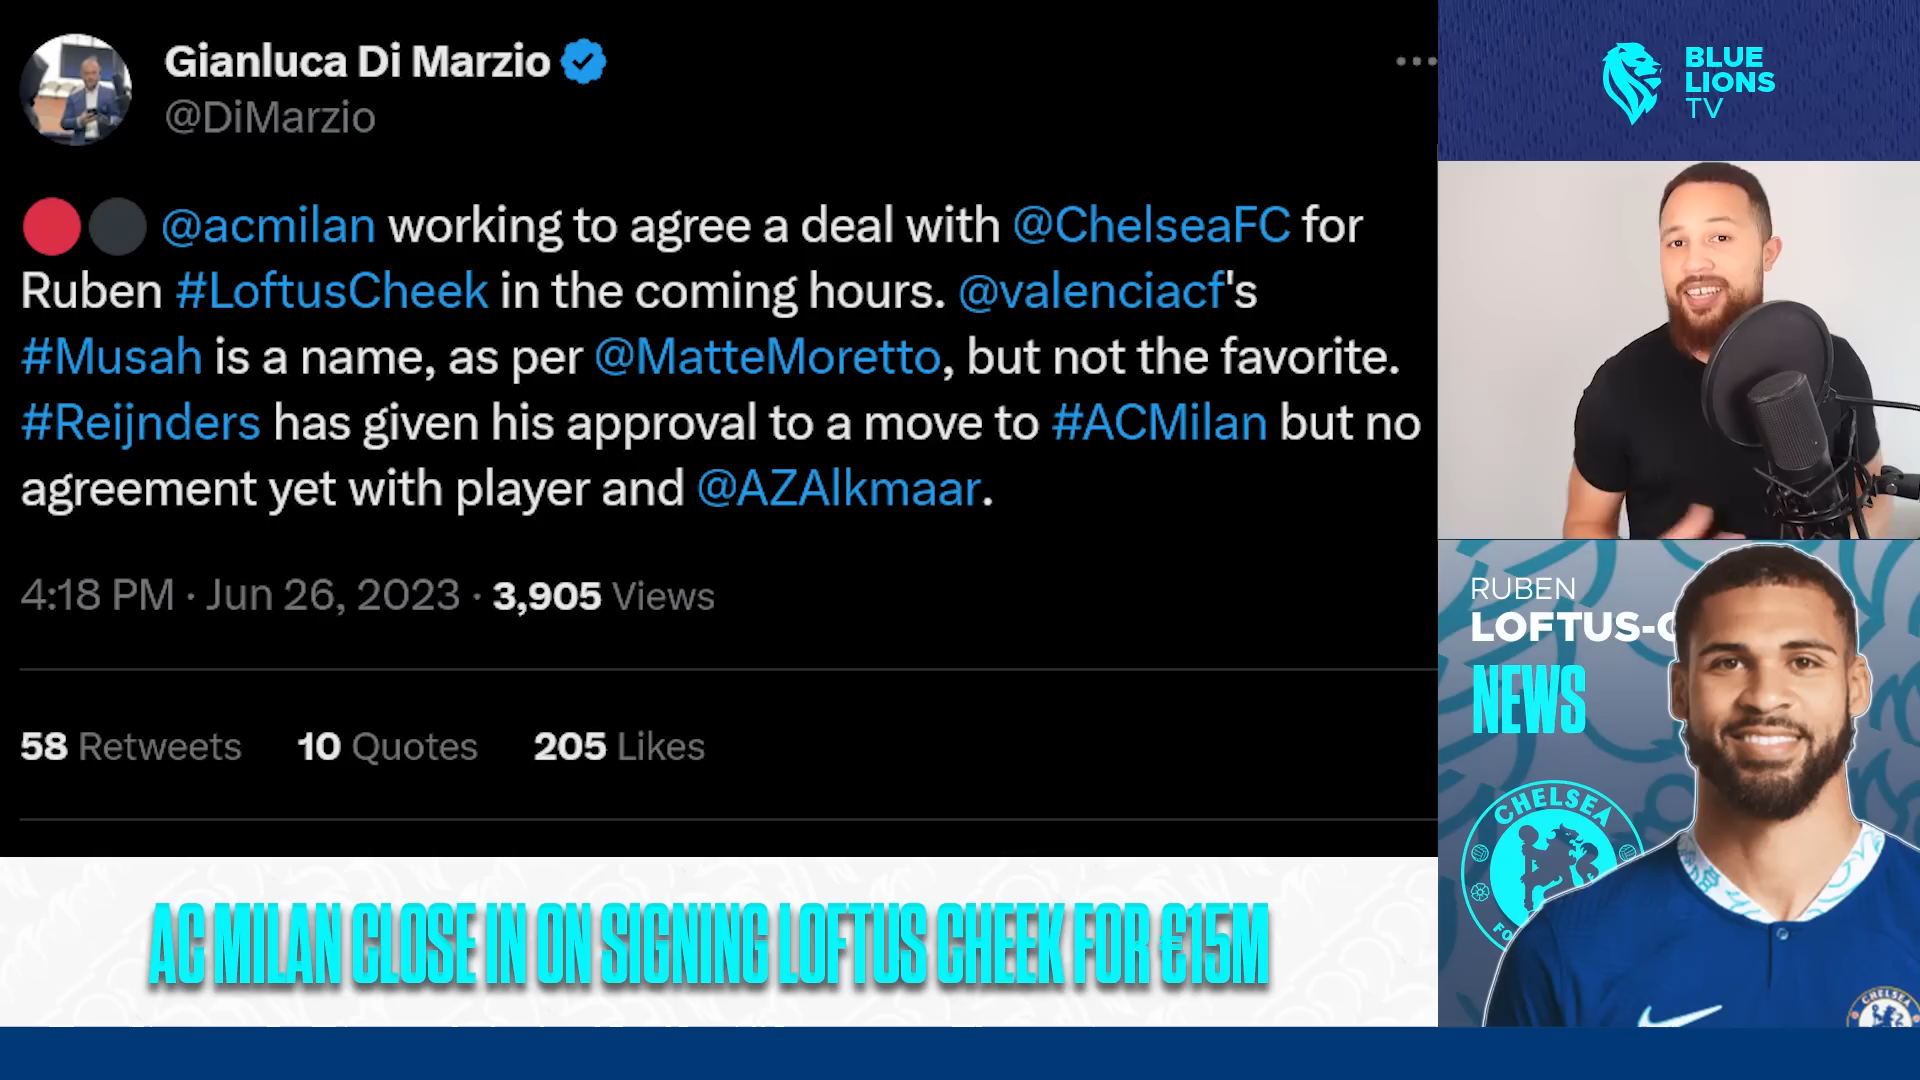 Gianluca Di Marzio
@DiMarzio
@acmilan working to agree a deal with @ChelseaFC for
Ruben #LoftusCheek in the coming hours. @valenciacf's
#Musah is a name, as per @MatteMoretto, but not the favorite.
#Reijnders has given his approval to a move to #ACMilan but no
agreement yet with player and @AZAlkmaar.
4:18 PM · Jun 26, 2023 · 3,905 Views
58 Retweets 10 Quotes 205 Likes
AC MILAN CLOSE IN ON SIGNING LOFTUS CHEEK FOR €15M
BLUE
LIONS
TV
RUBEN
LOFTUS-C
NEWS
CHELSEA
FO
CHELSEA